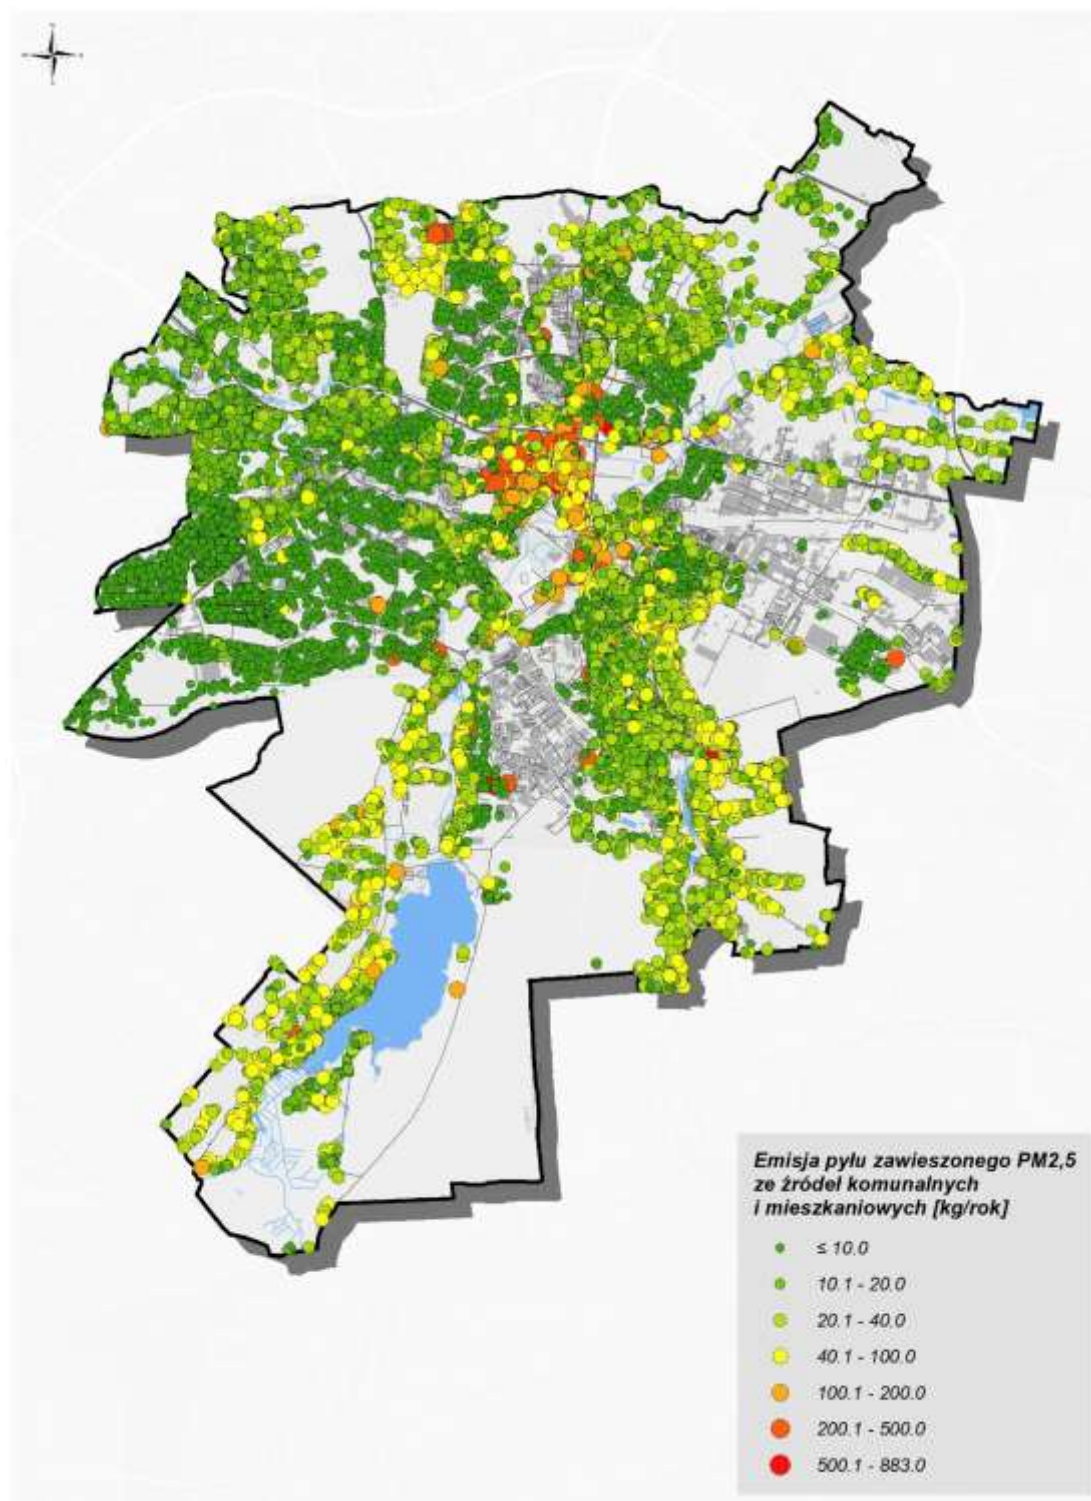 Emisja pyłu zawieszonego PM2,5
ze źródeł komunalnych
i mieszkaniowych [kg/rok]
≤ 10.0
10.1 - 20.0
20.1 - 40.0
40.1 - 100.0
100.1 - 200.0
200.1 - 500.0
500.1 - 883.0